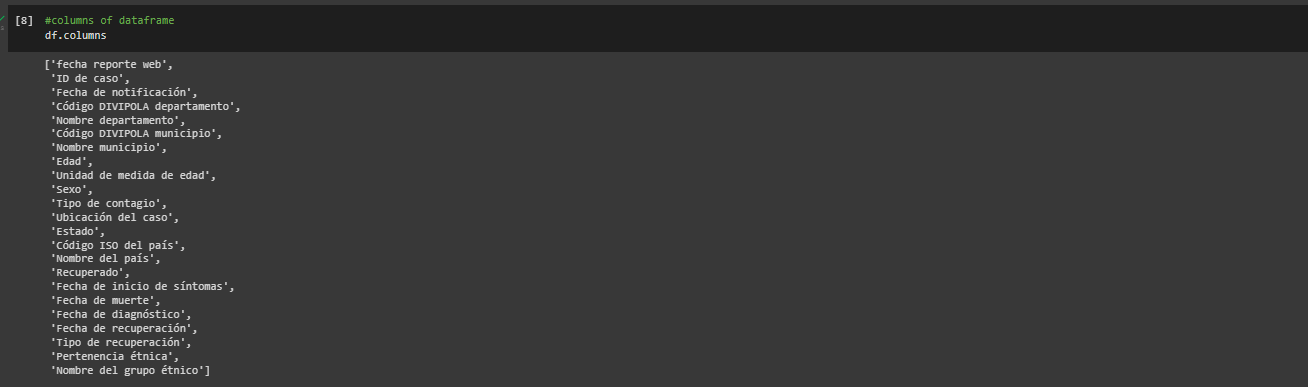 [8] #columns of dataframe
df.columns
['fecha reporte web',
'ID de caso',
'Fecha de notificación',
'Código DIVIPOLA departamento',
'Nombre departamento',
'Código DIVIPOLA municipio',
'Nombre municipio',
'Edad',
'Unidad de medida de edad',
'Sexo',
'Tipo de contagio',
'Ubicación del caso',
'Estado',
'Código ISO del país',
'Nombre del país',
'Recuperado',
'Fecha de inicio de síntomas',
'Fecha de muerte',
'Fecha de diagnóstico',
'Fecha de recuperación',
'Tipo de recuperación',
'Pertenencia étnica',
'Nombre del grupo étnico']